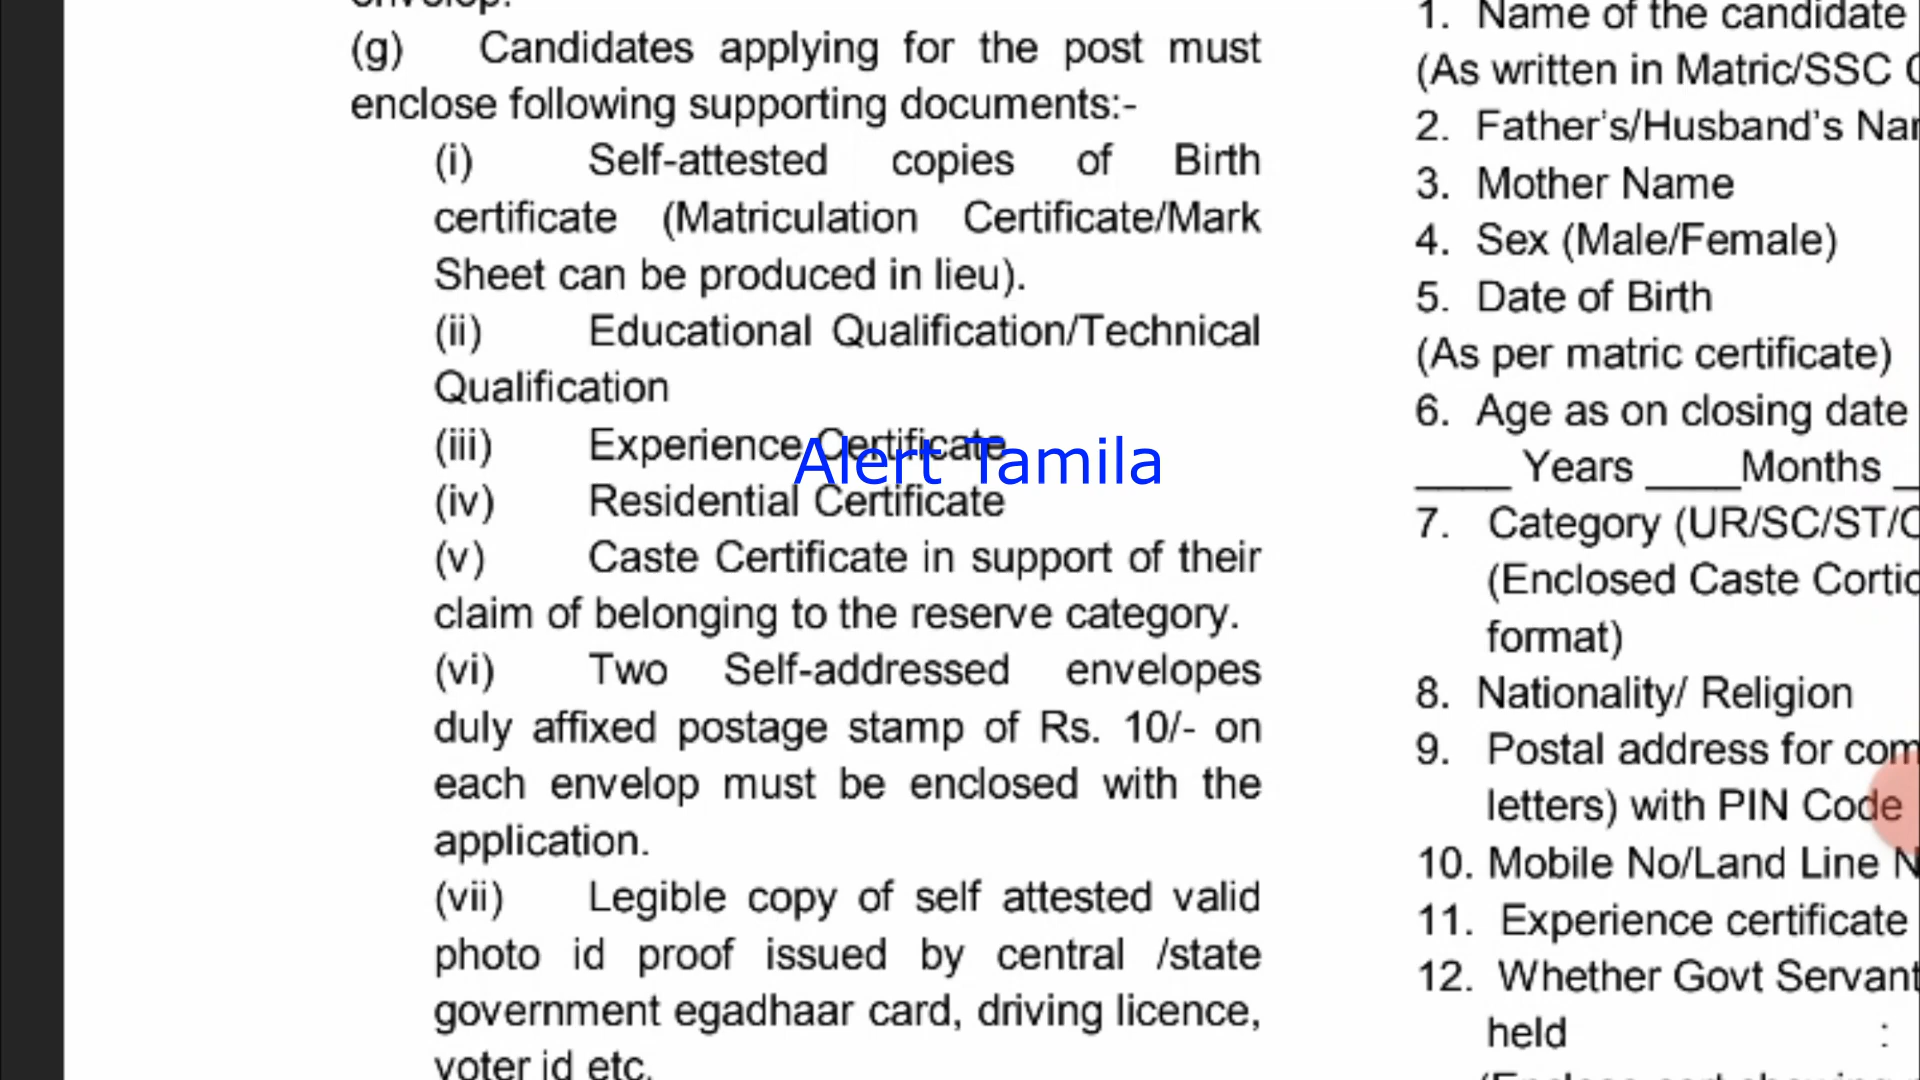 envelop.
(g) Candidates applying for the post must
enclose following supporting documents:-
(i) Self-attested copies of Birth
certificate (Matriculation Certificate/Mark
Sheet can be produced in lieu).
(ii) Educational Qualification/Technical
Qualification
(iii) Experience Certificate
Alert Tamila
(iv) Residential Certificate
(v) Caste Certificate in support of their
claim of belonging to the reserve category.
(vi) Two Self-addressed envelopes
duly affixed postage stamp of Rs. 10/- on
each envelop must be enclosed with the
application.
(vii) Legible copy of self attested valid
photo id proof issued by central /state
government egadhaar card, driving licence,
voter id etc.
1. Name of the candidate
(As written in Matric/SSC
2. Father's/Husband's
3. Mother Name
4. Sex (Male/Female)
5. Date of Birth
(As per matric certificate)
6. Age as on closing date
____ Years ____Months
7. Category (UR/SC/ST/
(Enclosed Caste
format)
8. Nationality/ Religion
9. Postal address for
letters) with PIN Code
10. Mobile No/Land Line
11. Experience certificate
12. Whether Govt Servant
held :